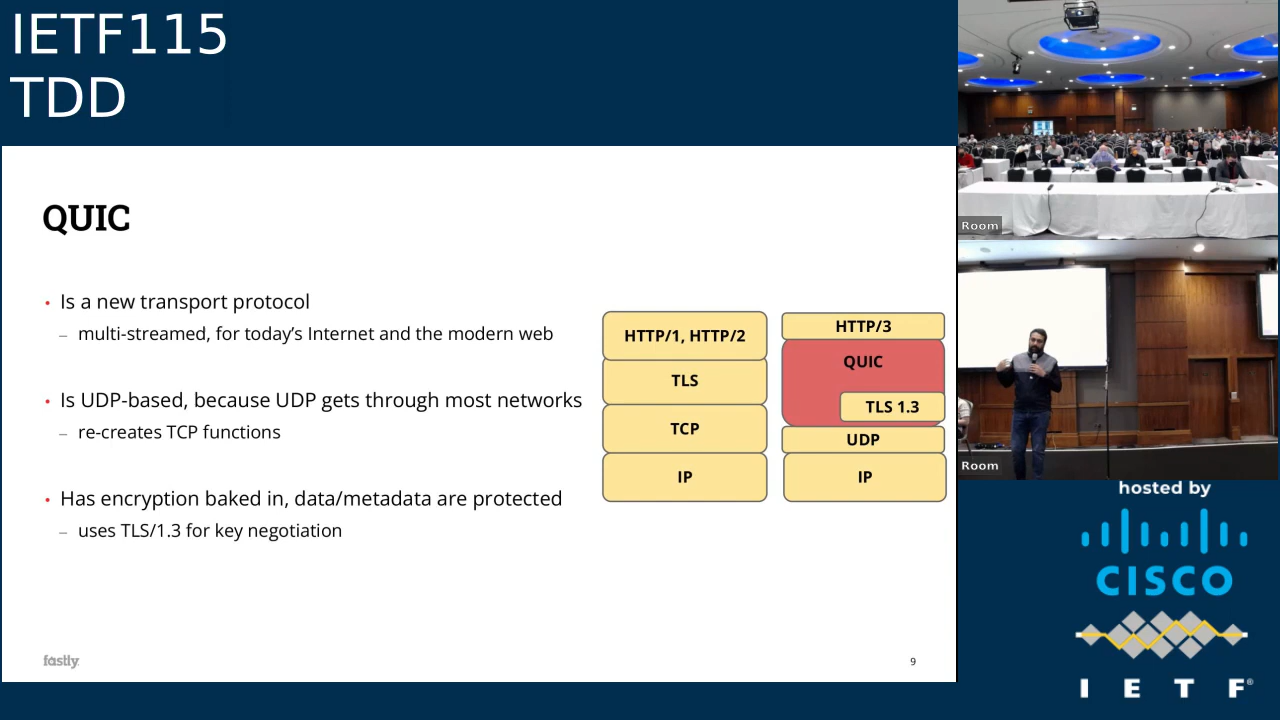 IETF115
TDD
QUIC
• Is a new transport protocol
– multi-streamed, for today’s Internet and the modern web
• Is UDP-based, because UDP gets through most networks
– re-creates TCP functions
• Has encryption baked in, data/metadata are protected
– uses TLS/1.3 for key negotiation
HTTP/1, HTTP/2
TLS
TCP
IP
HTTP/3
QUIC
TLS 1.3
UDP
IP
fastly
9
Room
Room
hosted by
CISCO
I E T F®